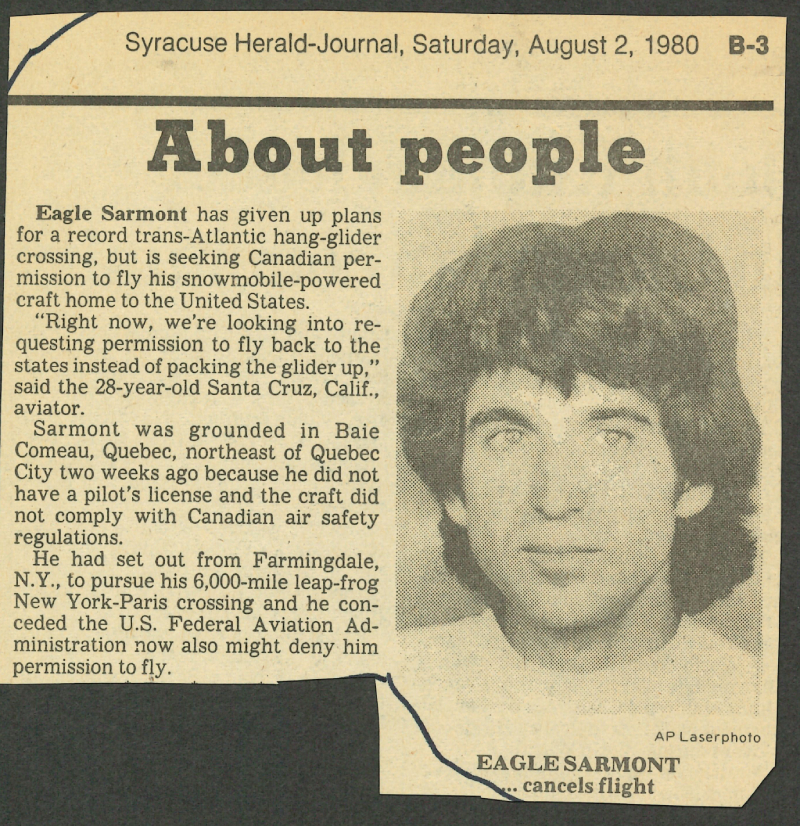 Syracuse Herald-Journal, Saturday, August 2, 1980 B-3
About people
Eagle Sarmont has given up plans
for a record trans-Atlantic hang-glider
crossing, but is seeking Canadian per-
mission to fly his snowmobile-powered
craft home to the United States.
"Right now, we're looking into re-
questing permission to fly back to the
states instead of packing the glider up,"
said the 28-year-old Santa Cruz, Calif.,
aviator.
Sarmont was grounded in Baie
Comeau, Quebec, northeast of Quebec
City two weeks ago because he did not
have a pilot's license and the craft did
not comply with Canadian air safety
regulations.
He had set out from Farmingdale,
N.Y., to pursue his 6,000-mile leap-frog
New York-Paris crossing and he con-
ceded the U.S. Federal Aviation Ad-
ministration now also might deny him
permission to fly.
AP Laserphoto
EAGLE SARMONT
... cancels flight